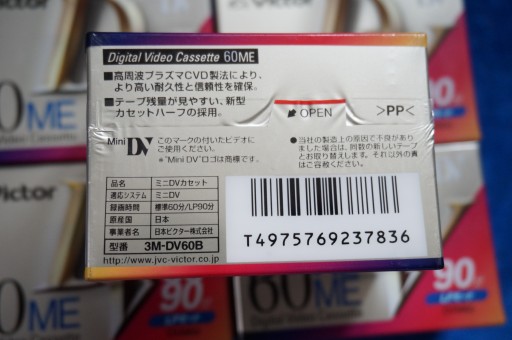 Victor
Digital Video Cassette 60ME
■高周波プラズマCVD製法により、
より高い耐久性と信頼性を確保。
■テープ残量が見やすい、新型
カセットハーフの採用。
OPEN
>PP<
Mini DV
このマークの付いたビデオに
ご使用ください。
*"Mini DV"ロゴは商標です。
●当社の製造上の原因で不良があり
ました場合は、同数の新しいテープ
とお取り替えします。それ以外の責
はご容赦ください。
品名 ミニDVカセット
適応システム ミニDV
録画時間 標準60分/LP90分
原産国 日本
事業者名 日本ビクター株式会社
型番 3M-DV60B
http://www.jvc-victor.co.jp
T4975769237836
Victor
60ME
90
60ME
Digital Video Cassette
90